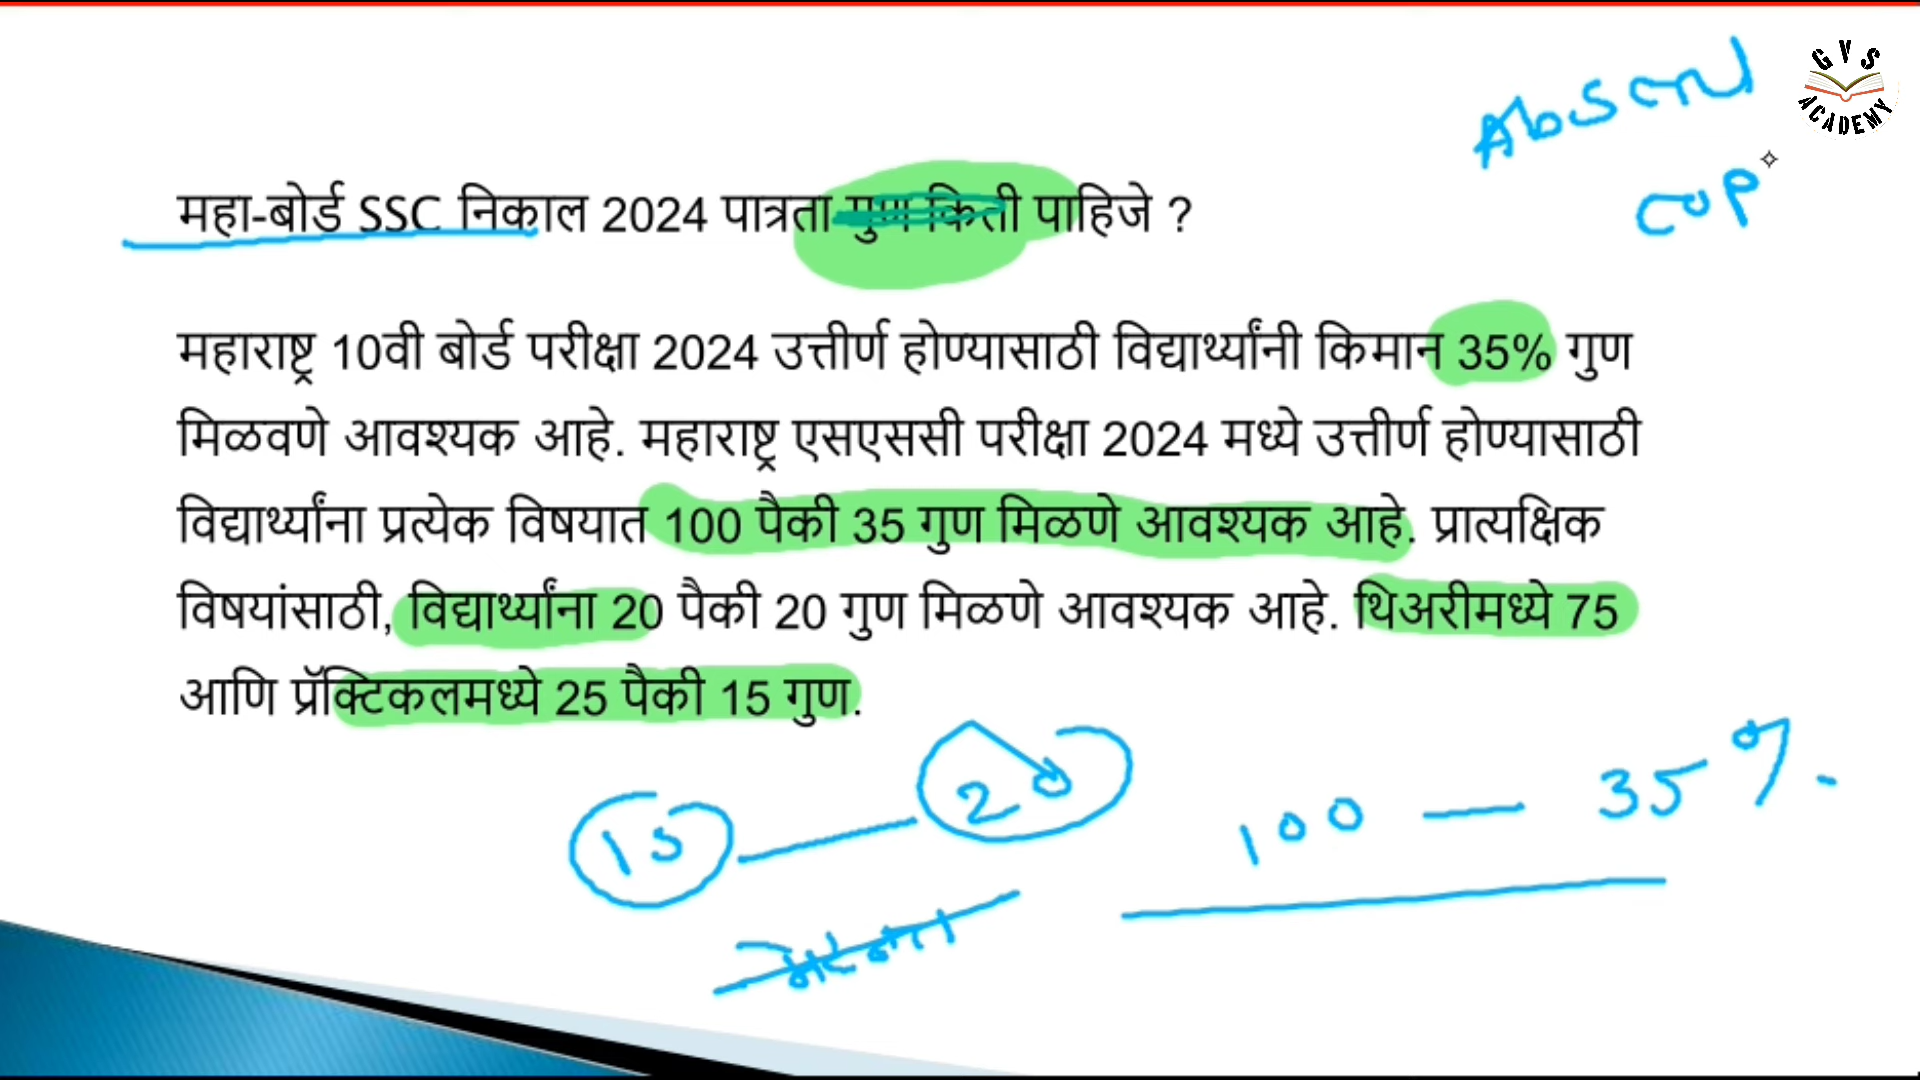 GVS
ACADEMY
महा-बोर्ड SSC निकाल 2024 पात्रता गुण किती पाहिजे ?
महाराष्ट्र 10वी बोर्ड परीक्षा 2024 उत्तीर्ण होण्यासाठी विद्यार्थ्यांनी किमान 35% गुण
मिळवणे आवश्यक आहे. महाराष्ट्र एसएससी परीक्षा 2024 मध्ये उत्तीर्ण होण्यासाठी
विद्यार्थ्यांना प्रत्येक विषयात 100 पैकी 35 गुण मिळणे आवश्यक आहे. प्रात्यक्षिक
विषयांसाठी, विद्यार्थ्यांना 20 पैकी 20 गुण मिळणे आवश्यक आहे. थिअरीमध्ये 75
आणि प्रॅक्टिकलमध्ये 25 पैकी 15 गुण.
15 — 20
100 — 35%.